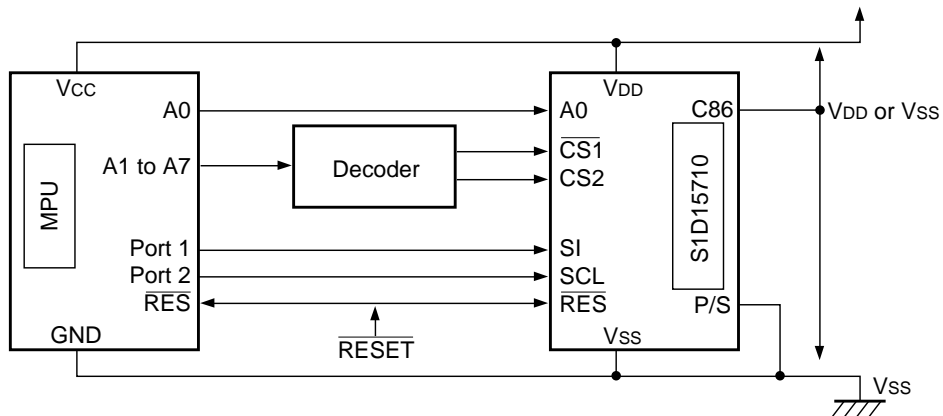 VCC
VDD
A0
A0
C86
VDD or VSS
A1 to A7
Decoder
CS1
CS2
MPU
S1D15710
Port 1
SI
Port 2
SCL
RES
RES
P/S
GND
RESET
VSS
VSS